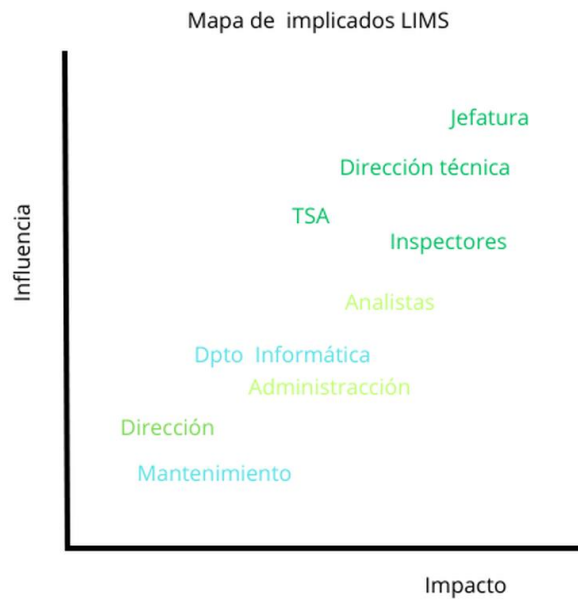 Mapa de  implicados LIMS
Jefatura
Dirección técnica
TSA
Influencia
Inspectores
Analistas
Dpto  Informática
Administracción
Dirección
Mantenimiento
Impacto